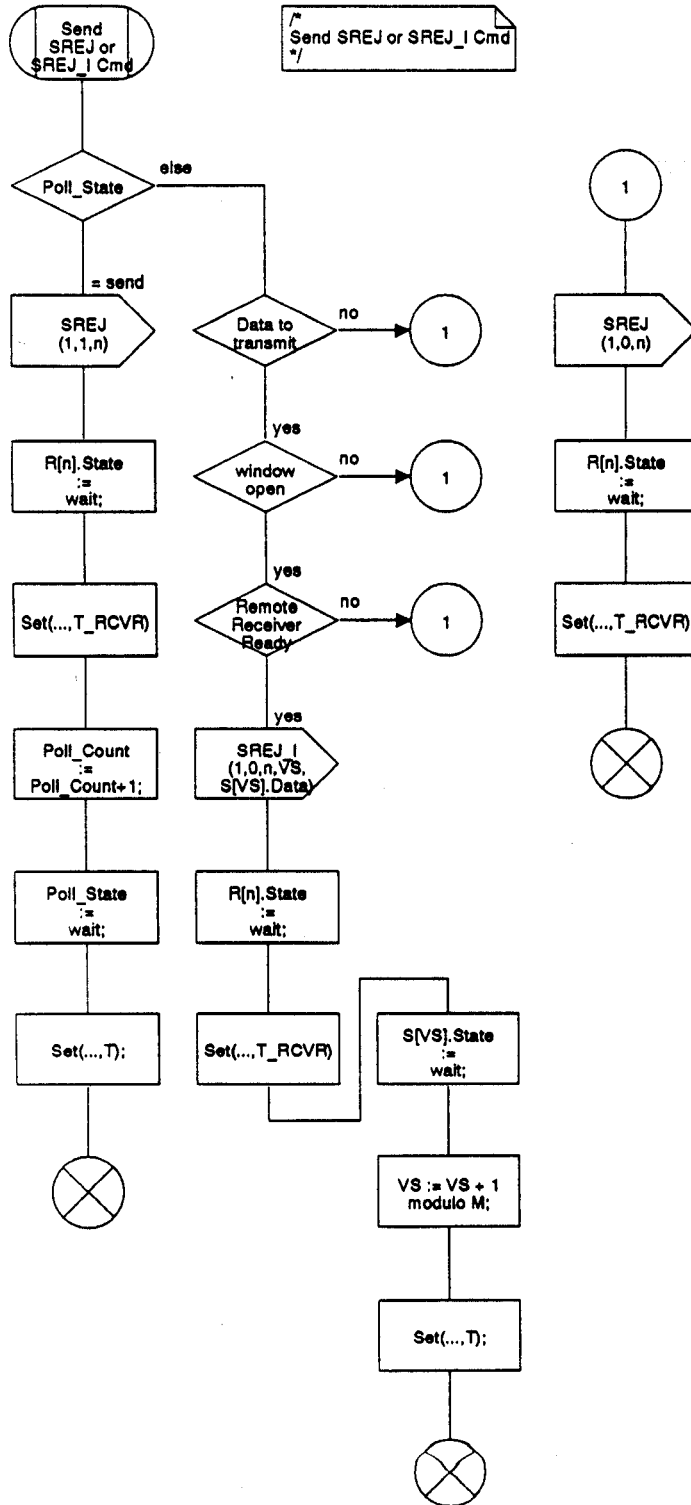 Send
SREJ or
SREJ_I Cmd
/*
Send SREJ or SREJ_I Cmd
*/
Poll_State
else
= send
SREJ
(1,1,n)
R[n].State
:=
wait;
Set(...,T_RCVR)
Poll_Count
:=
Poll_Count+1;
Poll_State
:=
wait;
Set(...,T);
Data to
transmit
no
1
yes
window
open
no
1
yes
Remote
Receiver
Ready
no
1
yes
SREJ_I
(1,0,n,VS,
S[VS].Data)
R[n].State
:=
wait;
Set(...,T_RCVR)
S[VS].State
:=
wait;
VS := VS + 1
modulo M;
Set(...,T);
1
SREJ
(1,0,n)
R[n].State
:=
wait;
Set(...,T_RCVR)